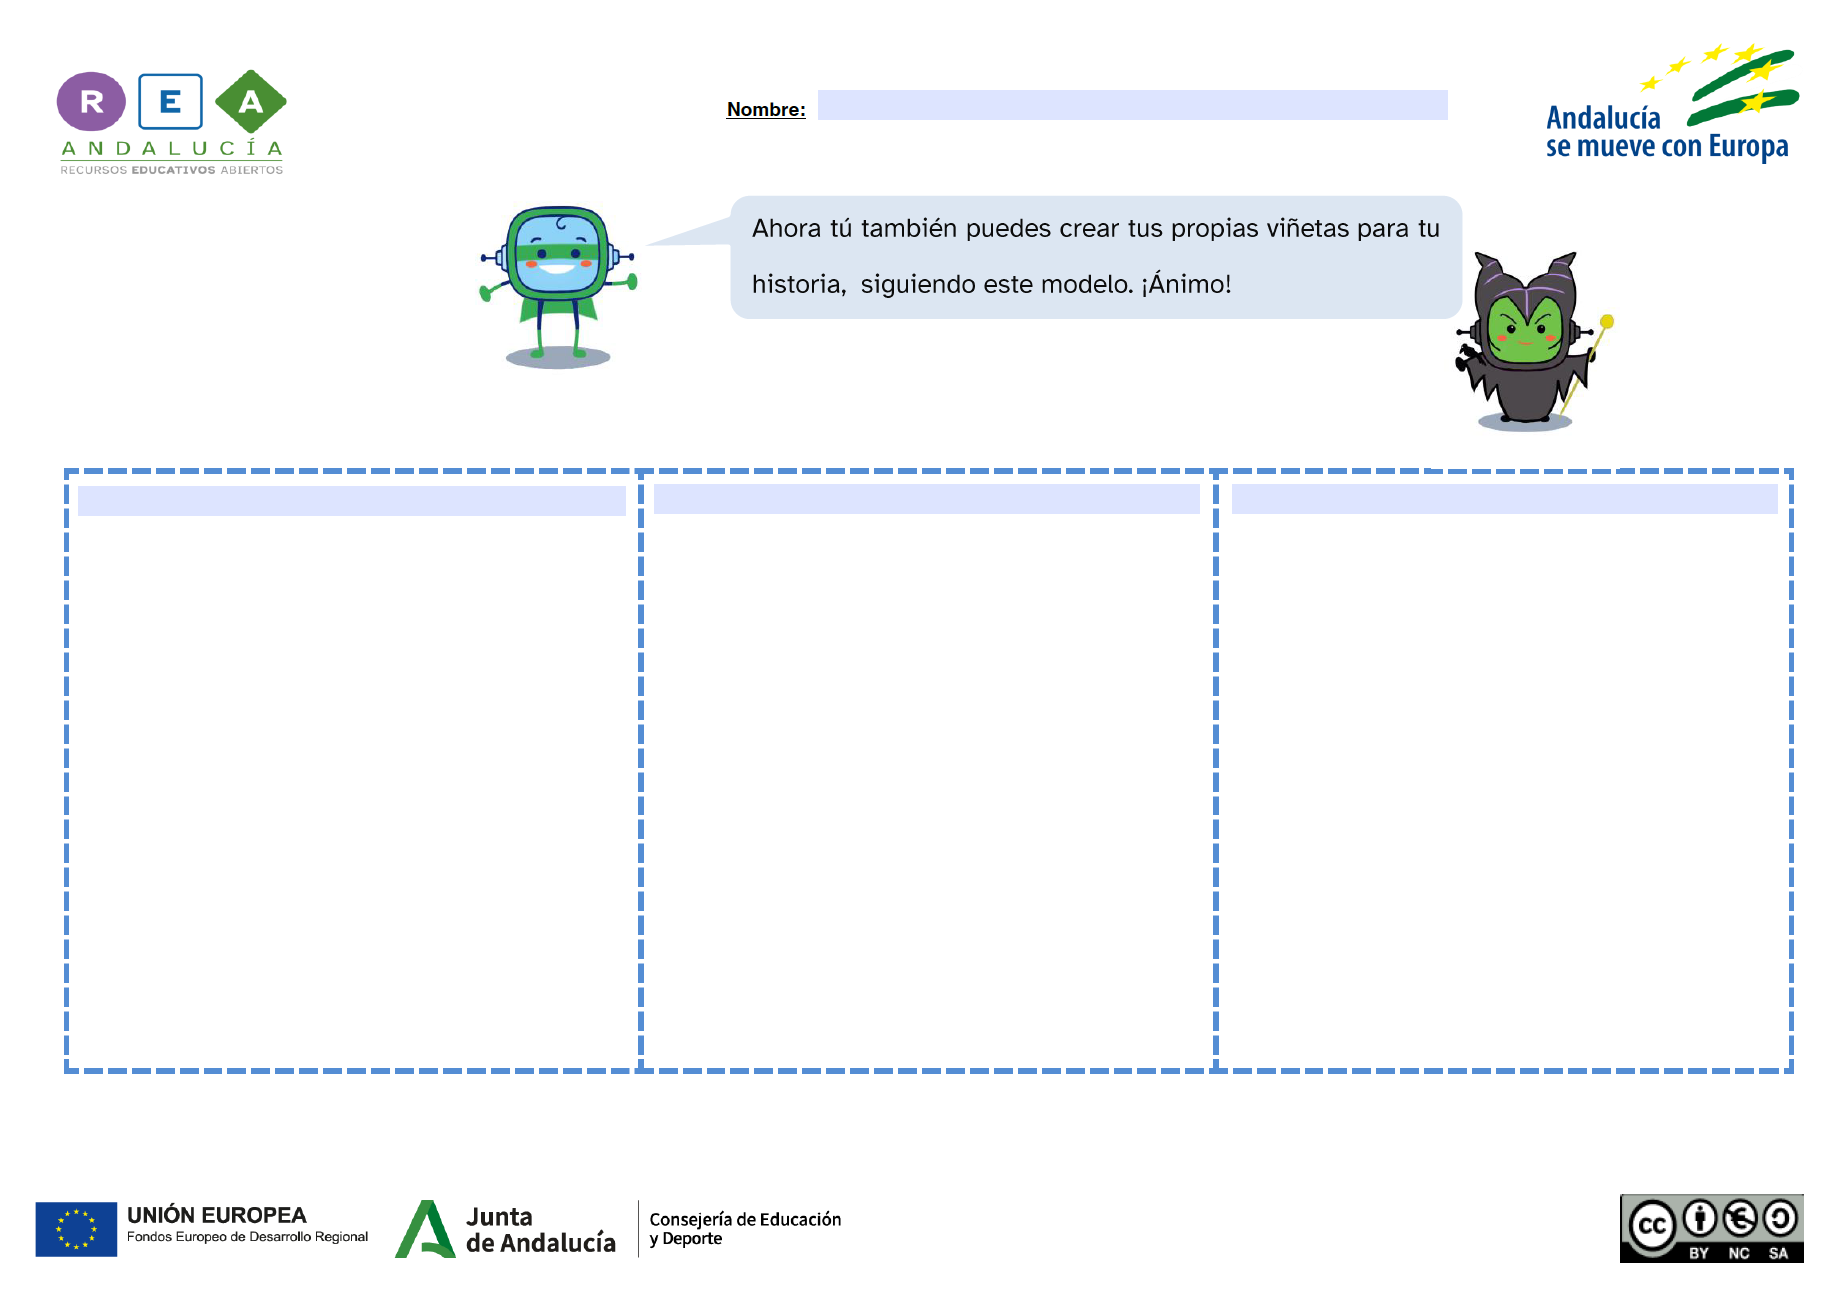 R E A
ANDALUCÍA
RECURSOS EDUCATIVOS ABIERTOS
Nombre:
Andalucía
se mueve con Europa
Ahora tú también puedes crear tus propias viñetas para tu
historia, siguiendo este modelo. ¡Ánimo!
UNIÓN EUROPEA
Fondos Europeo de Desarrollo Regional
Junta
de Andalucía
Consejería de Educación
y Deporte
cc
BY NC SA